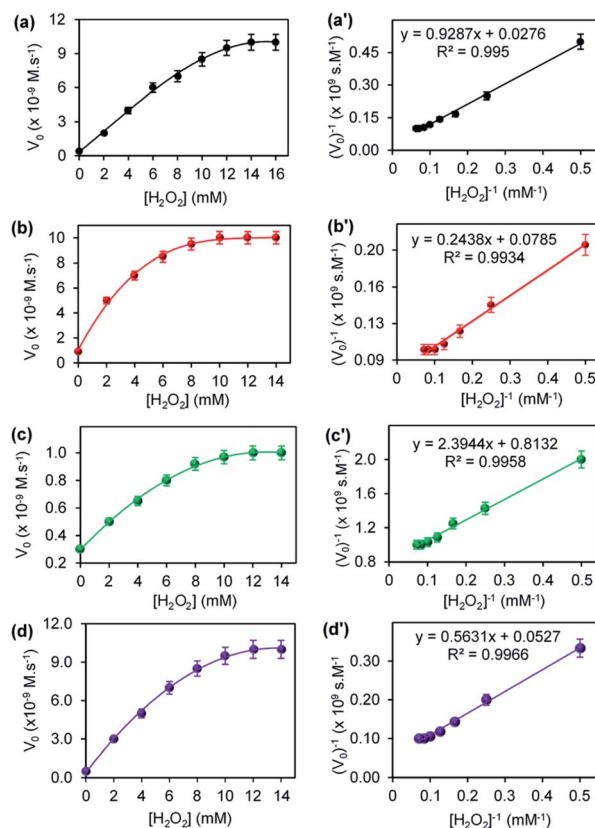 (a)
V₀ (x 10⁻⁹ M.s⁻¹)
12
9
6
3
0
0 2 4 6 8 10 12 14 16
[H₂O₂] (mM)
(a')
y = 0.9287x + 0.0276
R² = 0.995
(V₀)⁻¹ (x 10⁹ s.M⁻¹)
0.45
0.30
0.15
0.00
0.1 0.2 0.3 0.4 0.5
[H₂O₂]⁻¹ (mM⁻¹)
(b)
V₀ (x 10⁻⁹ M.s⁻¹)
10
8
6
4
2
0
0 2 4 6 8 10 12 14
[H₂O₂] (mM)
(b')
y = 0.2438x + 0.0785
R² = 0.9934
(V₀)⁻¹ (x 10⁹ s.M⁻¹)
0.20
0.16
0.13
0.09
0.1 0.2 0.3 0.4 0.5
[H₂O₂]⁻¹ (mM⁻¹)
(c)
V₀ (x 10⁻⁹ M.s⁻¹)
1.0
0.8
0.6
0.4
0.2
0 2 4 6 8 10 12 14
[H₂O₂] (mM)
(c')
y = 2.3944x + 0.8132
R² = 0.9958
(V₀)⁻¹ (x 10⁹ s.M⁻¹)
2.0
1.6
1.2
0.8
0.1 0.2 0.3 0.4 0.5
[H₂O₂]⁻¹ (mM⁻¹)
(d)
V₀ (x10⁻⁹ M.s⁻¹)
12.0
9.0
6.0
3.0
0.0
0 2 4 6 8 10 12 14
[H₂O₂] (mM)
(d')
y = 0.5631x + 0.0527
R² = 0.9966
(V₀)⁻¹ (x 10⁹ s.M⁻¹)
0.30
0.20
0.10
0.00
0.1 0.2 0.3 0.4 0.5
[H₂O₂]⁻¹ (mM⁻¹)